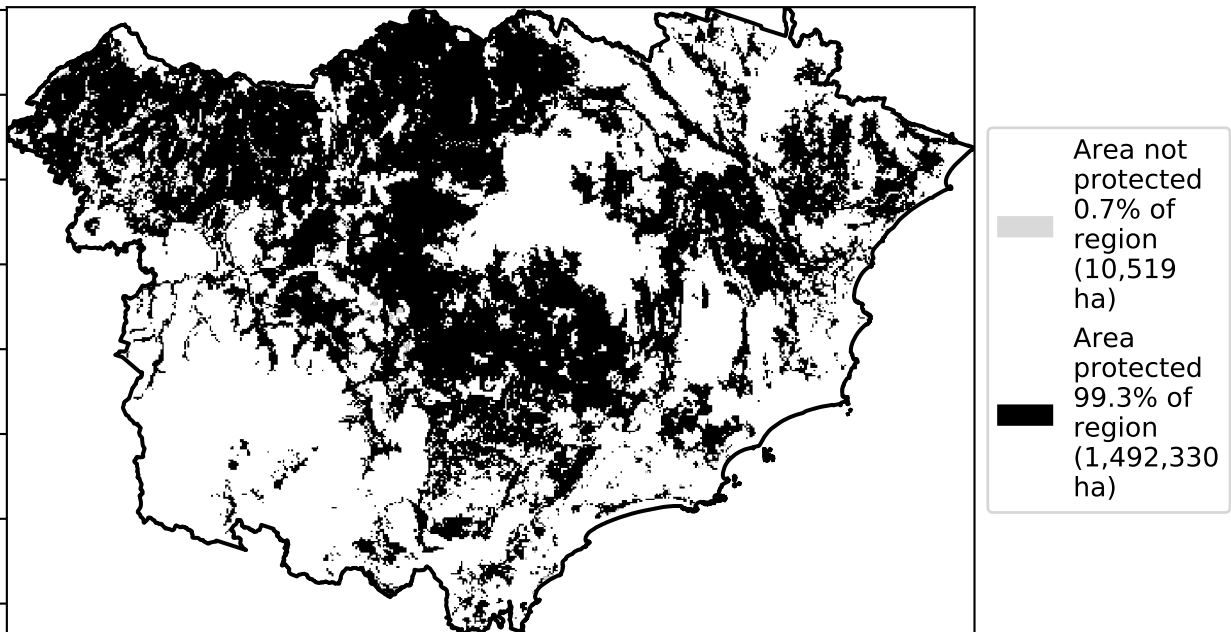 Area not
protected
0.7% of
region
(10,519
ha)
Area
protected
99.3% of
region
(1,492,330
ha)